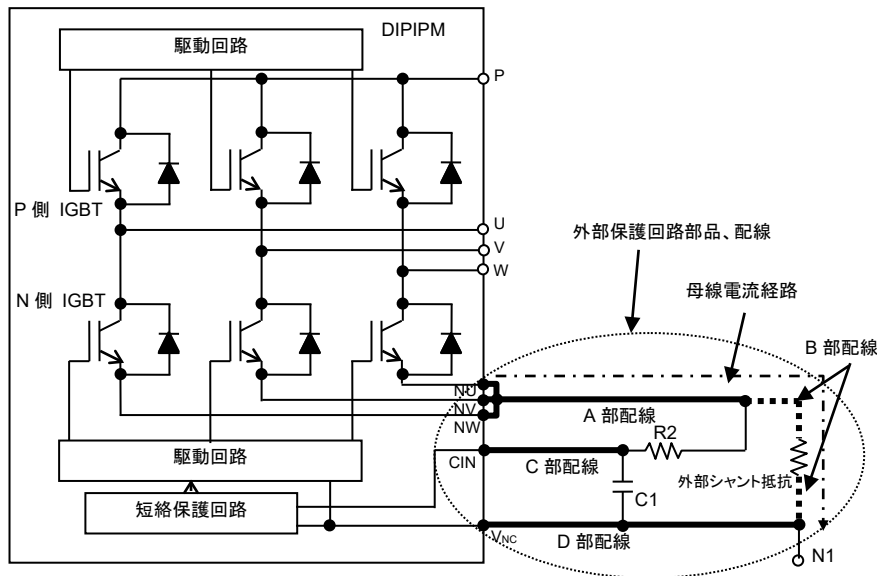 DIPIPM
駆動回路
P
P 側 IGBT
U
V
W
外部保護回路部品、配線
母線電流経路
N 側 IGBT
B 部配線
NU
NV
NW
A 部配線
R2
CIN
C 部配線
外部シャント抵抗
C1
駆動回路
短絡保護回路
VNC
D 部配線
N1